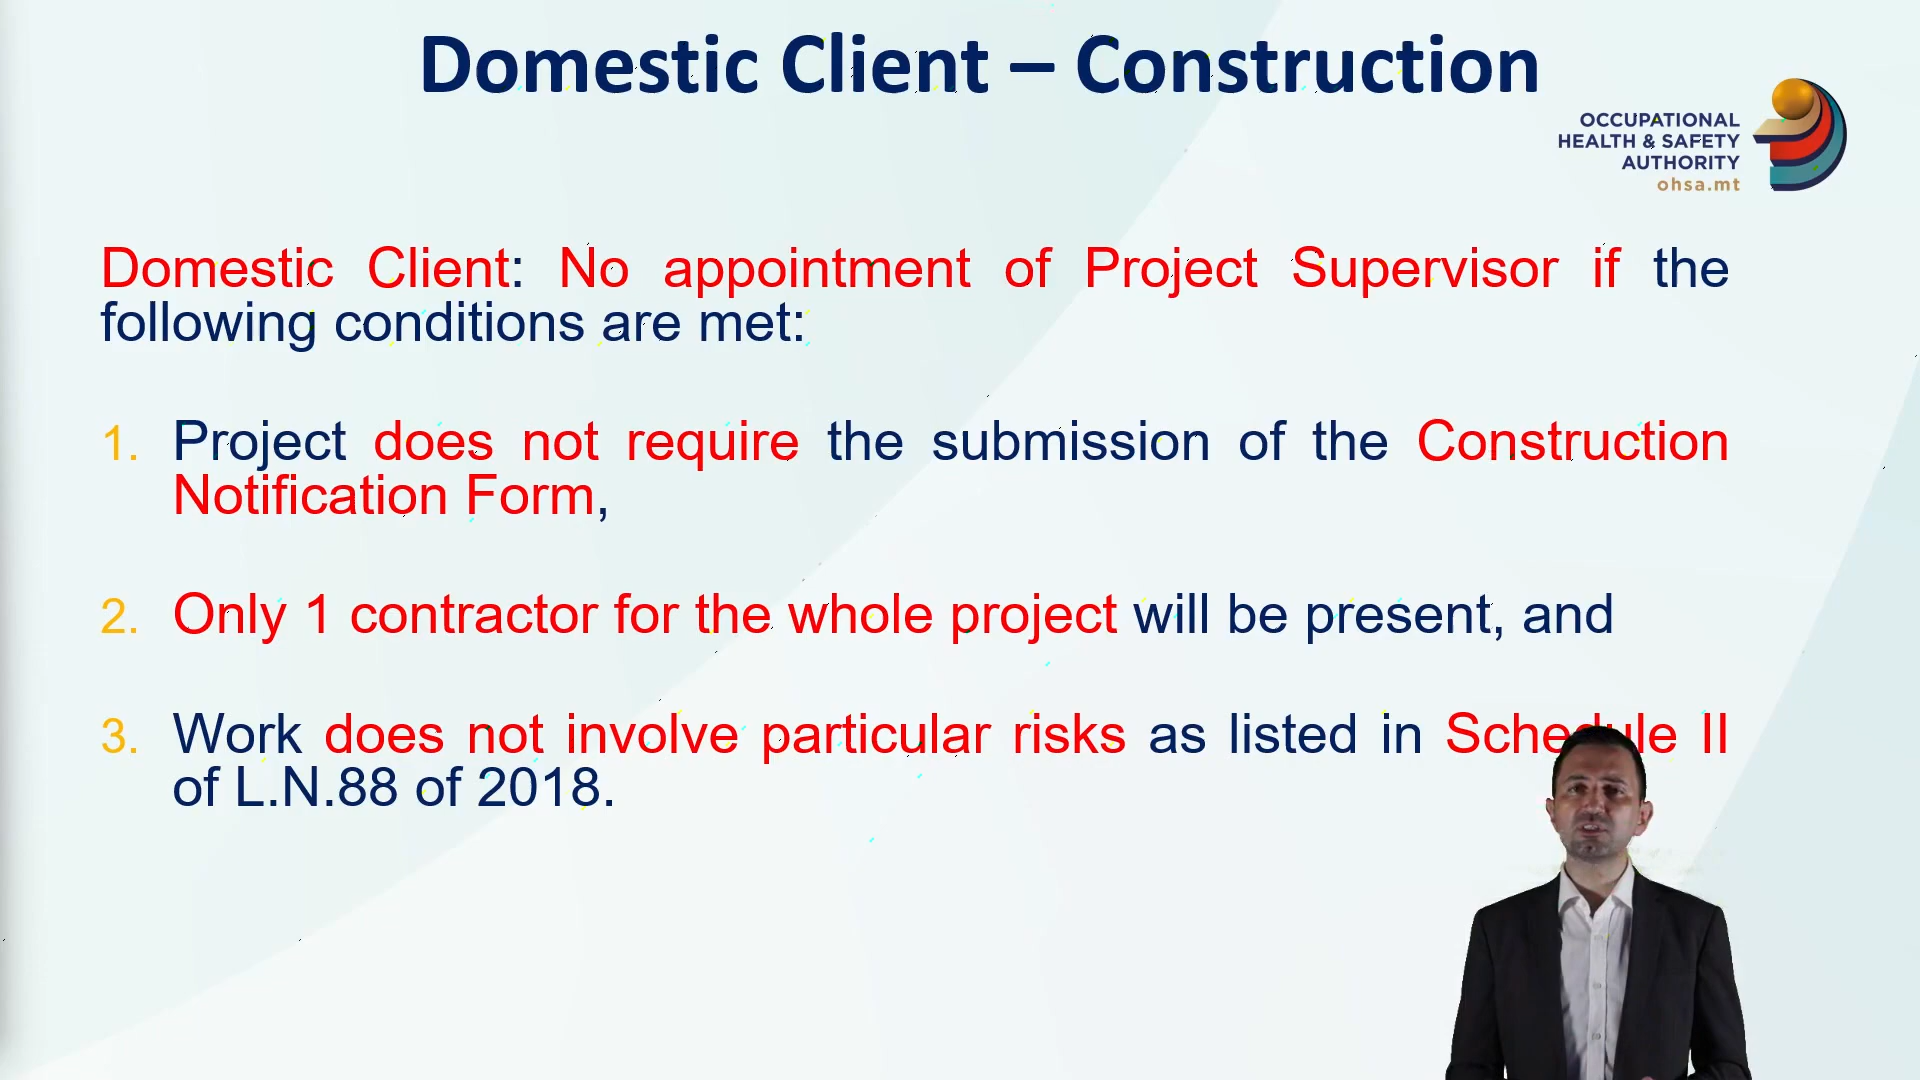 Domestic Client – Construction
OCCUPATIONAL
HEALTH & SAFETY
AUTHORITY
ohsa.mt
Domestic Client: No appointment of Project Supervisor if the
following conditions are met:
1. Project does not require the submission of the Construction
Notification Form,
2. Only 1 contractor for the whole project will be present, and
3. Work does not involve particular risks as listed in Schedule II
of L.N.88 of 2018.